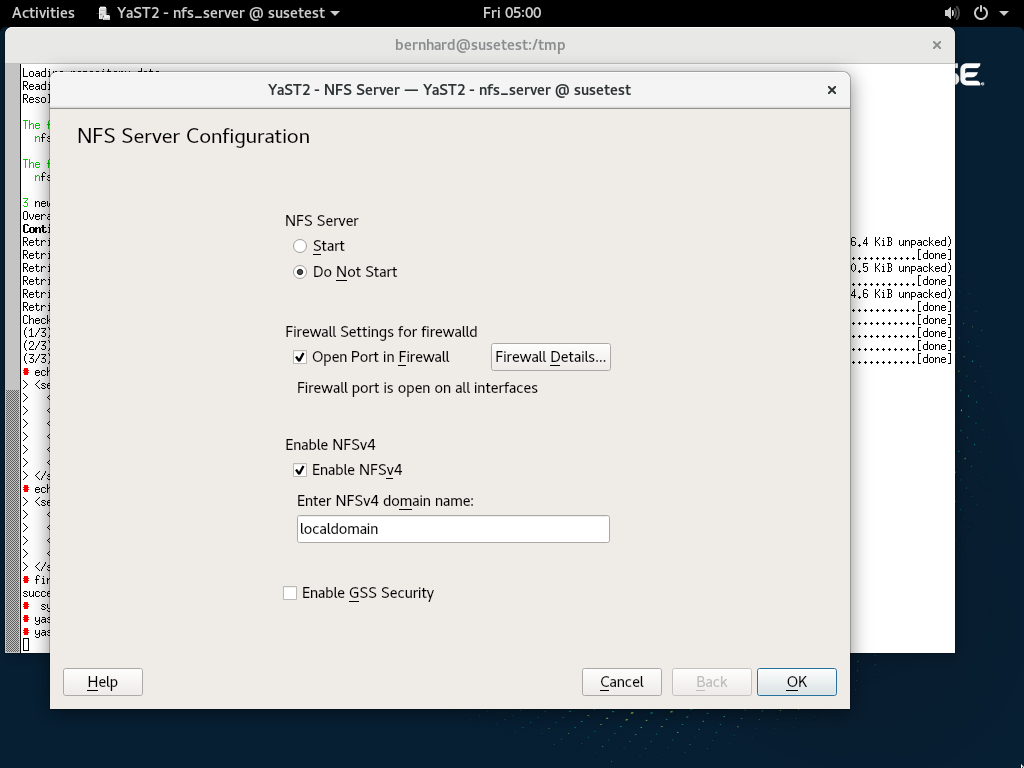 Activities YaST2 - nfs_server @ susetest Fri 05:00
bernhard@susetest:/tmp
SE.
YaST2 - NFS Server — YaST2 - nfs_server @ susetest
NFS Server Configuration
NFS Server
Start
Do Not Start
Firewall Settings for firewalld
Open Port in Firewall Firewall Details...
Firewall port is open on all interfaces
Enable NFSv4
Enable NFSv4
Enter NFSv4 domain name:
localdomain
Enable GSS Security
Help Cancel Back OK
The f
nfs
The f
nfs
3 new
Overa
Conti
Retri 6.4 KiB unpacked)
Retri ..........[done]
Retri 0.5 KiB unpacked)
Retri ..........[done]
Retri 4.6 KiB unpacked)
Retri ..........[done]
Check ..........[done]
(1/3) ..........[done]
(2/3) ..........[done]
(3/3) ..........[done]
# ech
> <se
>
>
>
>
>
>
> </s
# ech
> <se
>
>
>
>
> </s
# fir
succe
# sy
# yas
# yas